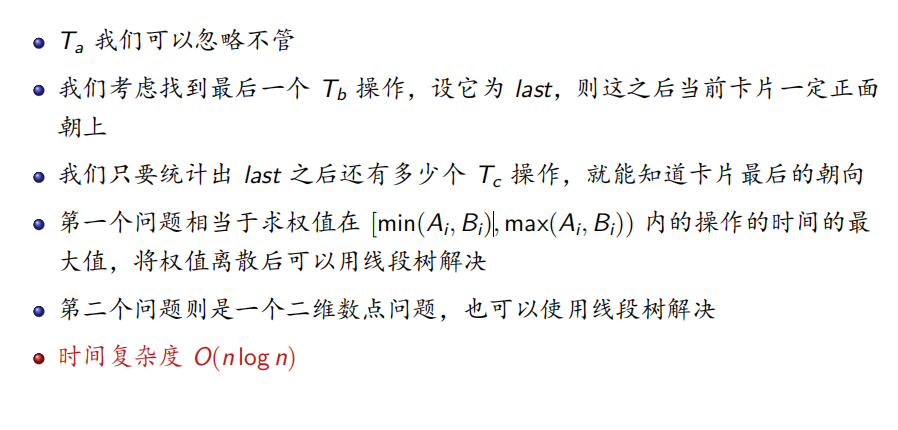 T_a 我们可以忽略不管
我们考虑找到最后一个 T_b 操作，设它为 last，则这之后当前卡片一定正面
朝上
我们只要统计出 last 之后还有多少个 T_c 操作，就能知道卡片最后的朝向
第一个问题相当于求权值在 [min(A_i, B_i), max(A_i, B_i)) 内的操作的时间的最
大值，将权值离散后可以用线段树解决
第二个问题则是一个二维数点问题，也可以使用线段树解决
时间复杂度 O(n log n)